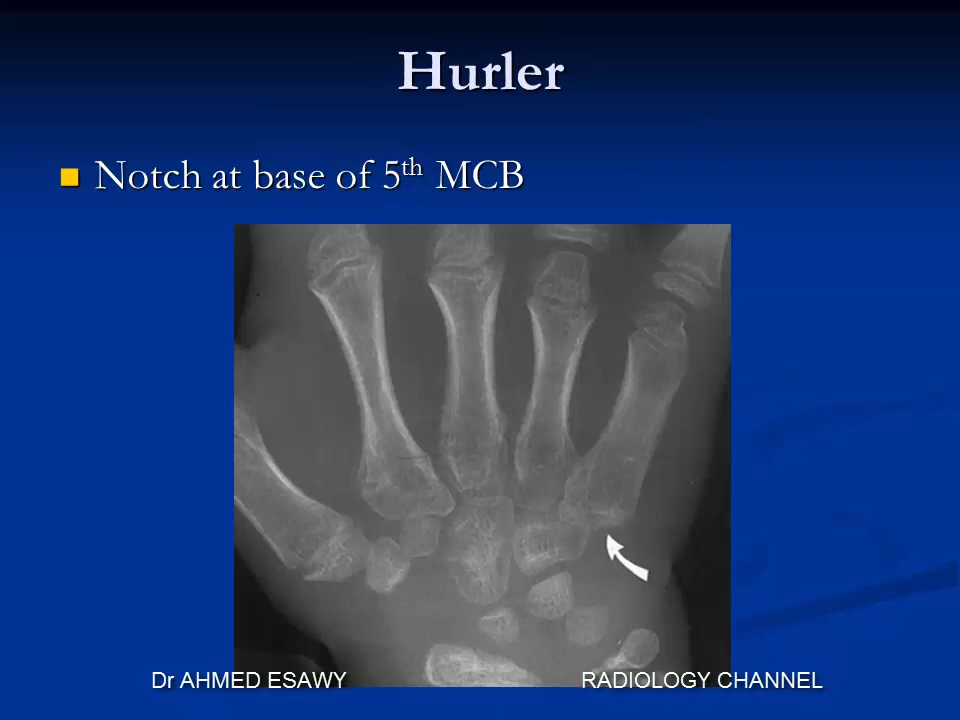 Hurler
Notch at base of 5th MCB
Dr AHMED ESAWY
RADIOLOGY CHANNEL